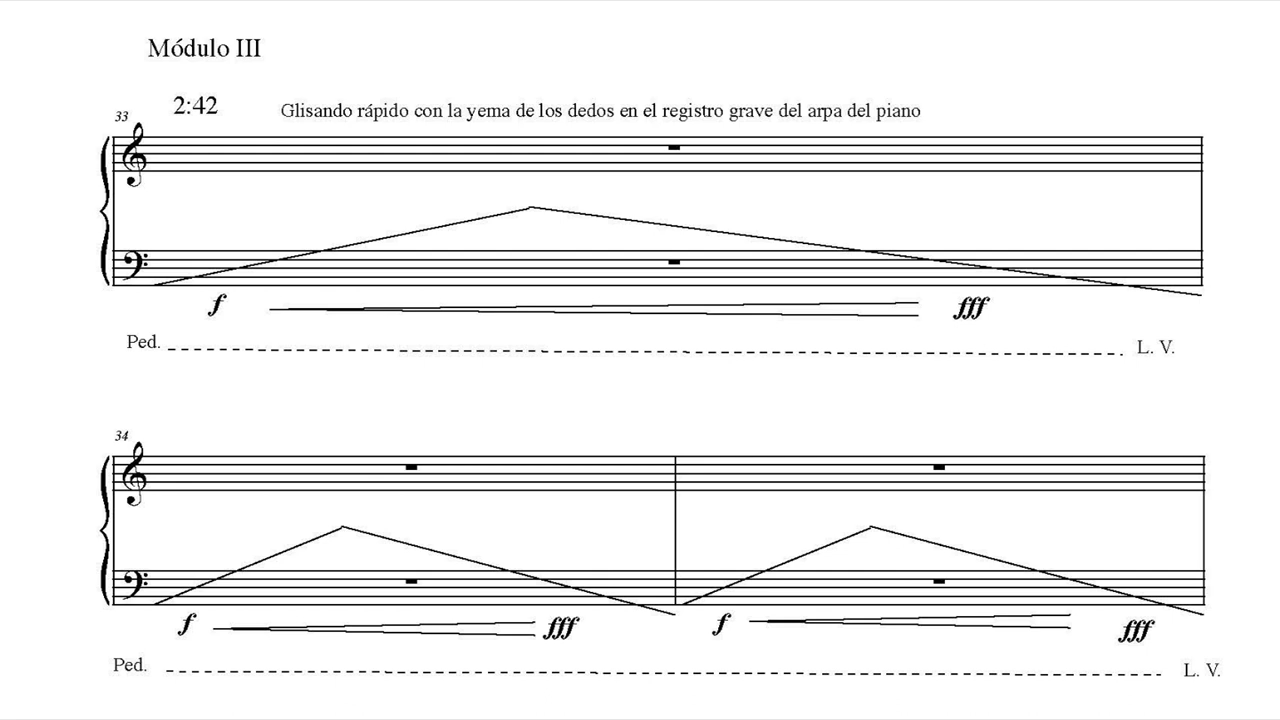 Módulo III
2:42
Glisando rápido con la yema de los dedos en el registro grave del arpa del piano
33
f fff
Ped. L. V.
34
f fff f fff
Ped. L. V.